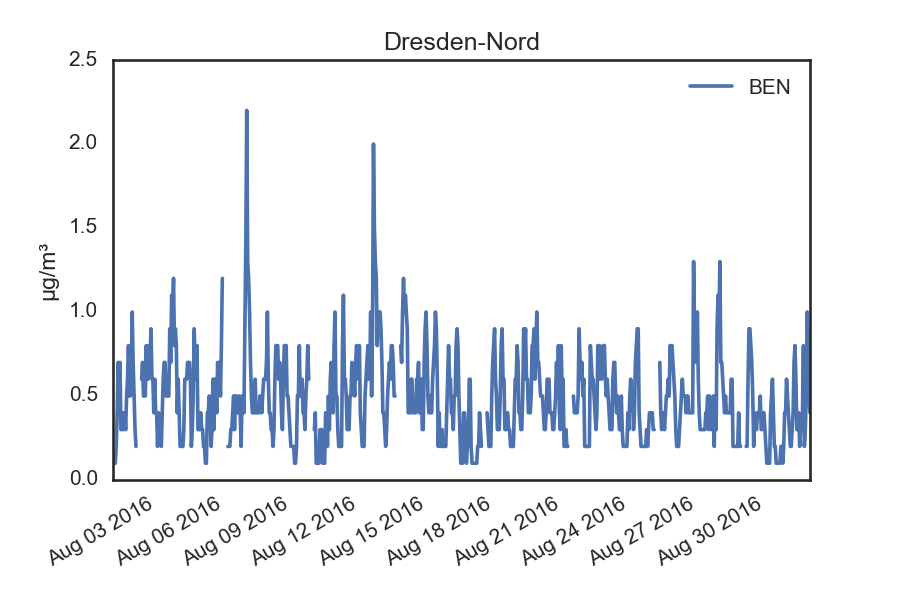 Dresden-Nord
2.5
2.0
1.5
1.0
0.5
0.0
µg/m³
BEN
Aug 03 2016
Aug 06 2016
Aug 09 2016
Aug 12 2016
Aug 15 2016
Aug 18 2016
Aug 21 2016
Aug 24 2016
Aug 27 2016
Aug 30 2016